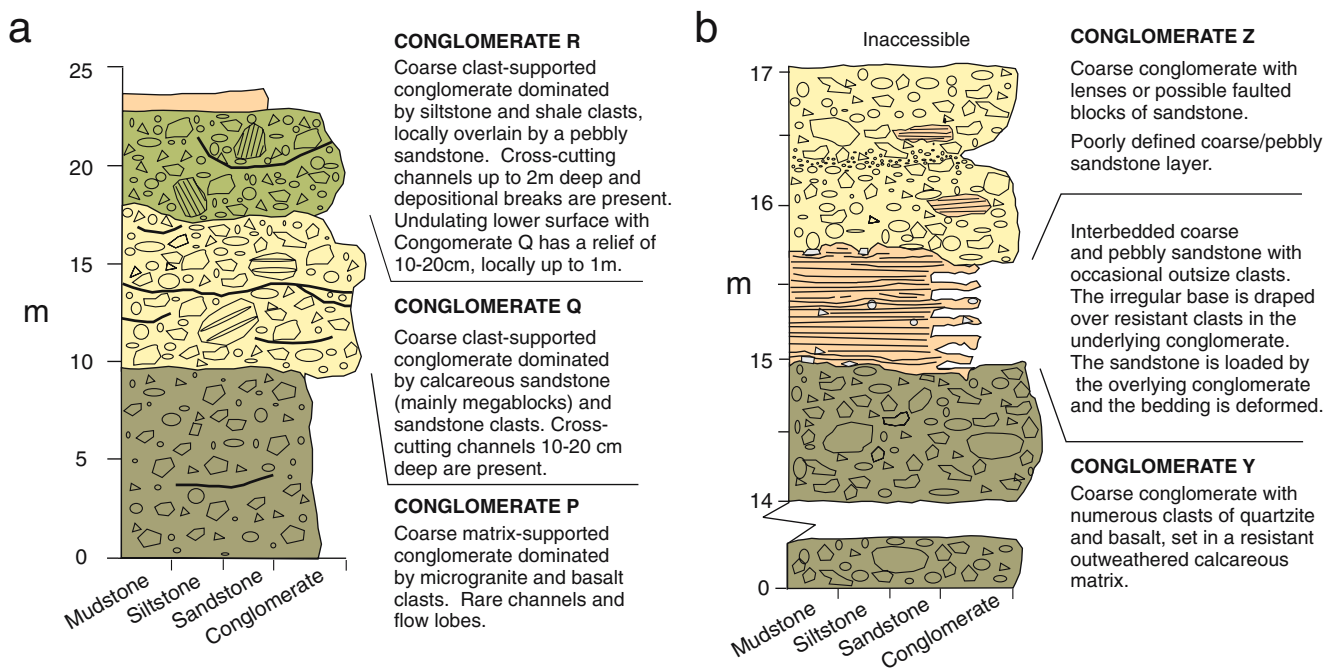 a
25
20
15
m
10
5
0
Mudstone
Siltstone
Sandstone
Conglomerate
CONGLOMERATE R
Coarse clast-supported
conglomerate dominated
by siltstone and shale clasts,
locally overlain by a pebbly
sandstone. Cross-cutting
channels up to 2m deep and
depositional breaks are present.
Undulating lower surface with
Congomerate Q has a relief of
10-20cm, locally up to 1m.
CONGLOMERATE Q
Coarse clast-supported
conglomerate dominated
by calcareous sandstone
(mainly megablocks) and
sandstone clasts. Cross-
cutting channels 10-20 cm
deep are present.
CONGLOMERATE P
Coarse matrix-supported
conglomerate dominated
by microgranite and basalt
clasts. Rare channels and
flow lobes.
b
Inaccessible
17
16
m
15
14
0
Mudstone
Siltstone
Sandstone
Conglomerate
CONGLOMERATE Z
Coarse conglomerate with
lenses or possible faulted
blocks of sandstone.
Poorly defined coarse/pebbly
sandstone layer.
Interbedded coarse
and pebbly sandstone with
occasional outsize clasts.
The irregular base is draped
over resistant clasts in the
underlying conglomerate.
The sandstone is loaded by
the overlying conglomerate
and the bedding is deformed.
CONGLOMERATE Y
Coarse conglomerate with
numerous clasts of quartzite
and basalt, set in a resistant
outweathered calcareous
matrix.